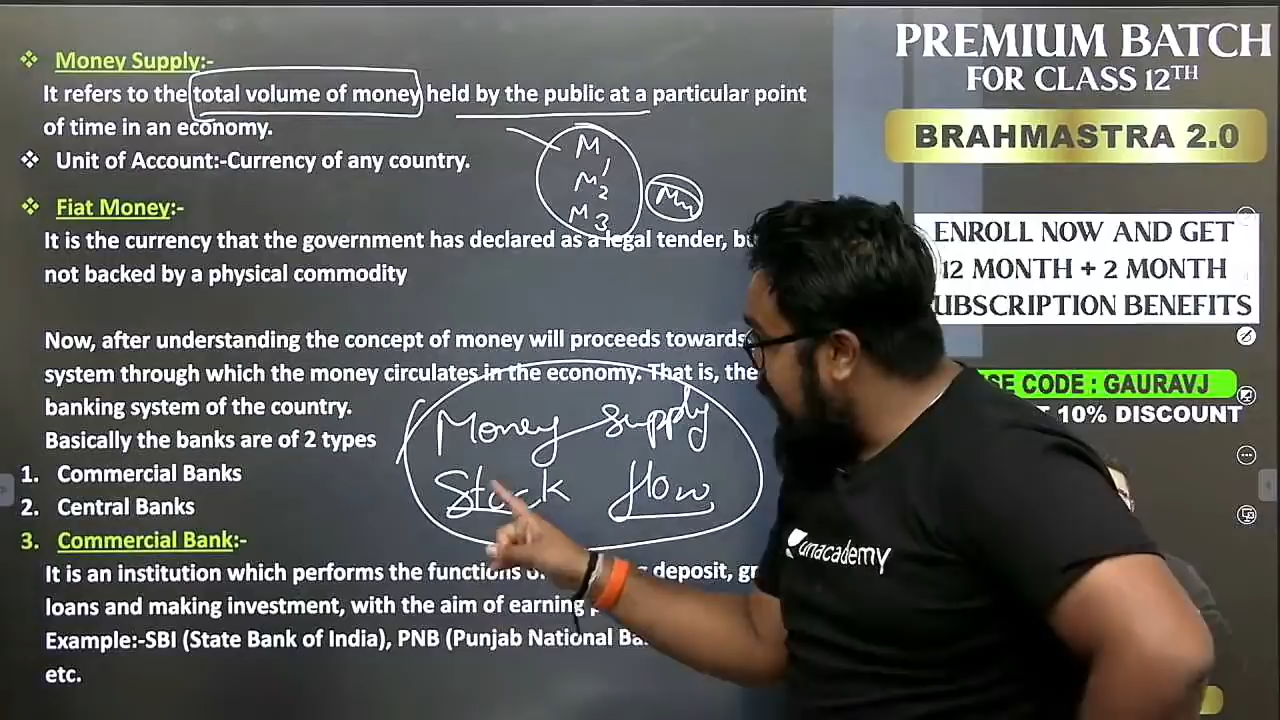 ❖ Money Supply:-
It refers to the total volume of money held by the public at a particular point
of time in an economy.
❖ Unit of Account:-Currency of any country.
M1
M2
M3
M4
❖ Fiat Money:-
It is the currency that the government has declared as a legal tender, bu
not backed by a physical commodity
Now, after understanding the concept of money will proceeds towards
system through which the money circulates in the economy. That is, the
banking system of the country.
Basically the banks are of 2 types
Money supply
Stock flow
1. Commercial Banks
2. Central Banks
3. Commercial Bank:-
It is an institution which performs the functions deposit, g
loans and making investment, with the aim of earning p
Example:-SBI (State Bank of India), PNB (Punjab National Ba
etc.
PREMIUM BATCH
FOR CLASS 12TH
BRAHMASTRA 2.0
ENROLL NOW AND GET
12 MONTH + 2 MONTH
UBSCRIPTION BENEFITS
SE CODE : GAURAVJ
T 10% DISCOUNT
unacademy